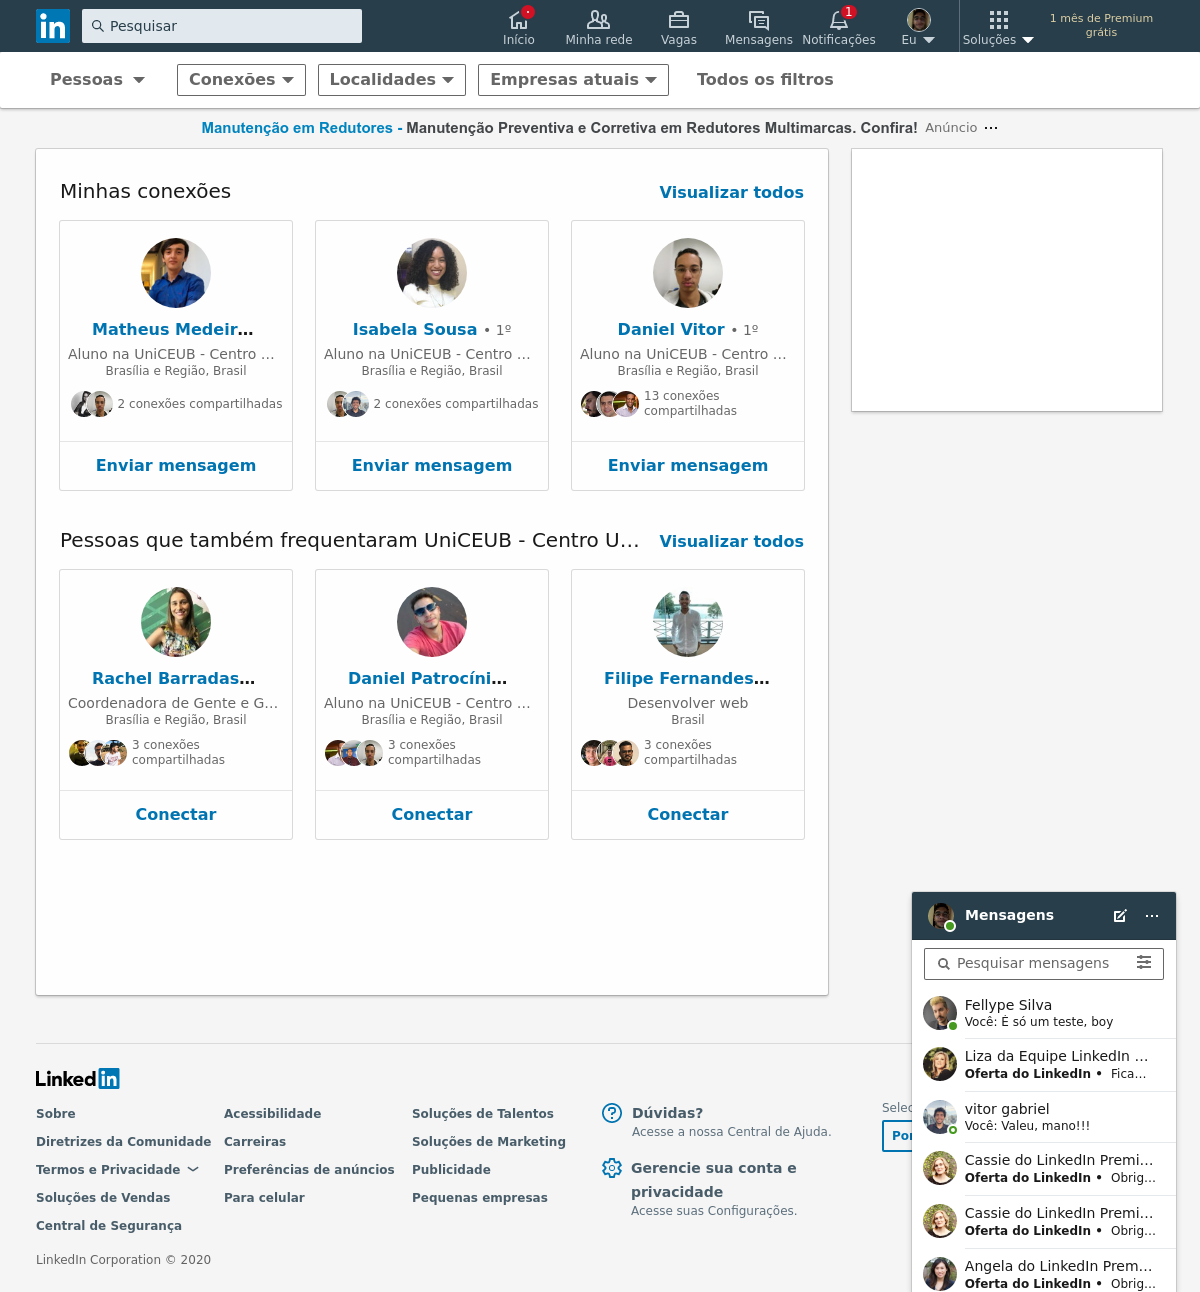 in Pesquisar
Início
Minha rede
Vagas
Mensagens
1
Notificações
Eu
Soluções
1 mês de Premium
grátis
Pessoas
Conexões
Localidades
Empresas atuais
Todos os filtros
Manutenção em Redutores - Manutenção Preventiva e Corretiva em Redutores Multimarcas. Confira! Anúncio ...
Minhas conexões
Visualizar todos
Matheus Medeir...
Aluno na UniCEUB - Centro ...
Brasília e Região, Brasil
2 conexões compartilhadas
Enviar mensagem
Isabela Sousa • 1º
Aluno na UniCEUB - Centro ...
Brasília e Região, Brasil
2 conexões compartilhadas
Enviar mensagem
Daniel Vitor • 1º
Aluno na UniCEUB - Centro ...
Brasília e Região, Brasil
13 conexões
compartilhadas
Enviar mensagem
Pessoas que também frequentaram UniCEUB - Centro U...
Visualizar todos
Rachel Barradas...
Coordenadora de Gente e G...
Brasília e Região, Brasil
3 conexões
compartilhadas
Conectar
Daniel Patrocíni...
Aluno na UniCEUB - Centro ...
Brasília e Região, Brasil
3 conexões
compartilhadas
Conectar
Filipe Fernandes...
Desenvolver web
Brasil
3 conexões
compartilhadas
Conectar
Mensagens
Pesquisar mensagens
Fellype Silva
Você: É só um teste, boy
Liza da Equipe LinkedIn ...
Oferta do LinkedIn • Fica...
vitor gabriel
Você: Valeu, mano!!!
Cassie do LinkedIn Premi...
Oferta do LinkedIn • Obrig...
Cassie do LinkedIn Premi...
Oferta do LinkedIn • Obrig...
Angela do LinkedIn Prem...
Oferta do LinkedIn • Obrig...
Linkedin
Sobre
Diretrizes da Comunidade
Termos e Privacidade
Soluções de Vendas
Central de Segurança
Acessibilidade
Carreiras
Preferências de anúncios
Para celular
Soluções de Talentos
Soluções de Marketing
Publicidade
Pequenas empresas
Dúvidas?
Acesse a nossa Central de Ajuda.
Gerencie sua conta e
privacidade
Acesse suas Configurações.
Selec
Por
LinkedIn Corporation © 2020